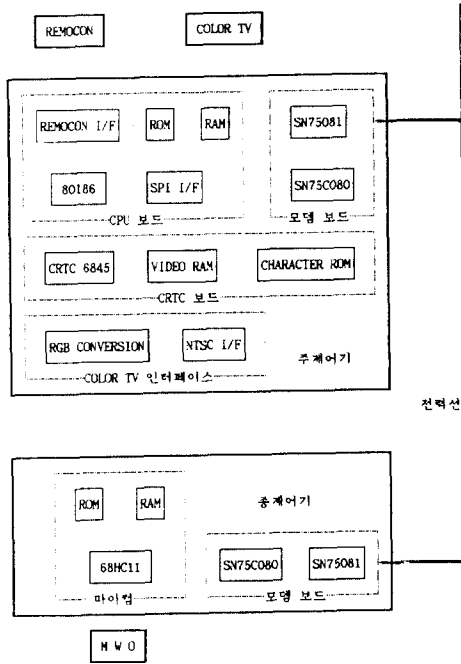 REMOCON
COLOR TV
REMOCON I/F
ROM
RAM
80186
SPI I/F
CPU 보드
SN75081
SN75C080
모뎀 보드
CRTC 6845
VIDEO RAM
CHARACTER ROM
CRTC 보드
RGB CONVERSION
NTSC I/F
COLOR TV 인터페이스
주제어기
전력선
ROM
RAM
68HC11
마이컴
종제어기
SN75C080
SN75081
모뎀 보드
M W O